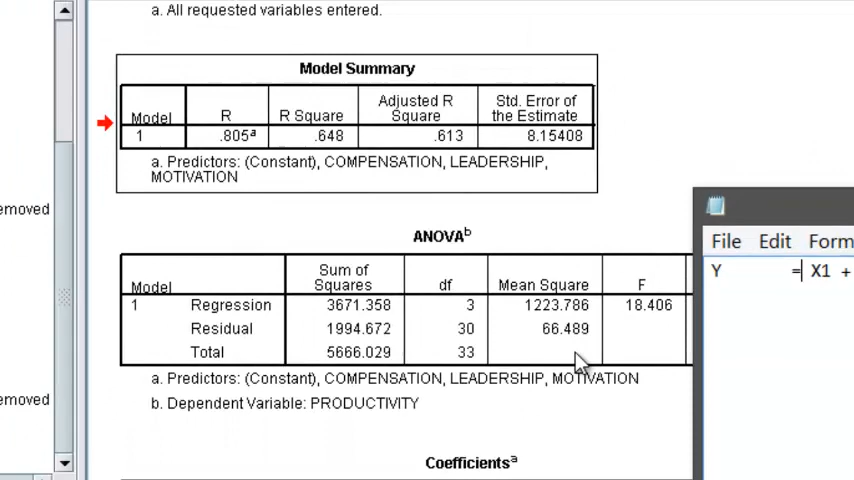 a. All requested variables entered.
Model Summary
Model R R Square Adjusted R Square Std. Error of the Estimate
1 .805a .648 .613 8.15408
a. Predictors: (Constant), COMPENSATION, LEADERSHIP,
MOTIVATION
emoved
ANOVAb
Model Sum of Squares df Mean Square F
1 Regression 3671.358 3 1223.786 18.406
Residual 1994.672 30 66.489
Total 5666.029 33
a. Predictors: (Constant), COMPENSATION, LEADERSHIP, MOTIVATION
b. Dependent Variable: PRODUCTIVITY
emoved
Coefficientsa
File Edit Form
Y = X1 +